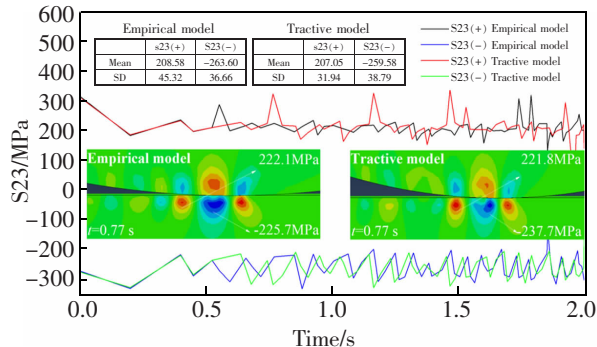 Empirical model
s23(+) S23(−)
Mean 208.58 −263.60
SD 45.32 36.66
Tractive model
s23(+) S23(−)
Mean 207.05 −259.58
SD 31.94 38.79
S23(+) Empirical model
S23(+) Tractive model
S23(−) Empirical model
S23(−) Tractive model
S23/MPa
600
500
400
300
200
100
0
−100
−200
−300
Empirical model
222.1MPa
t=0.77 s
-225.7MPa
Tractive model
221.8MPa
t=0.77 s
-237.7MPa
0.0 0.5 1.0 1.5 2.0
Time/s